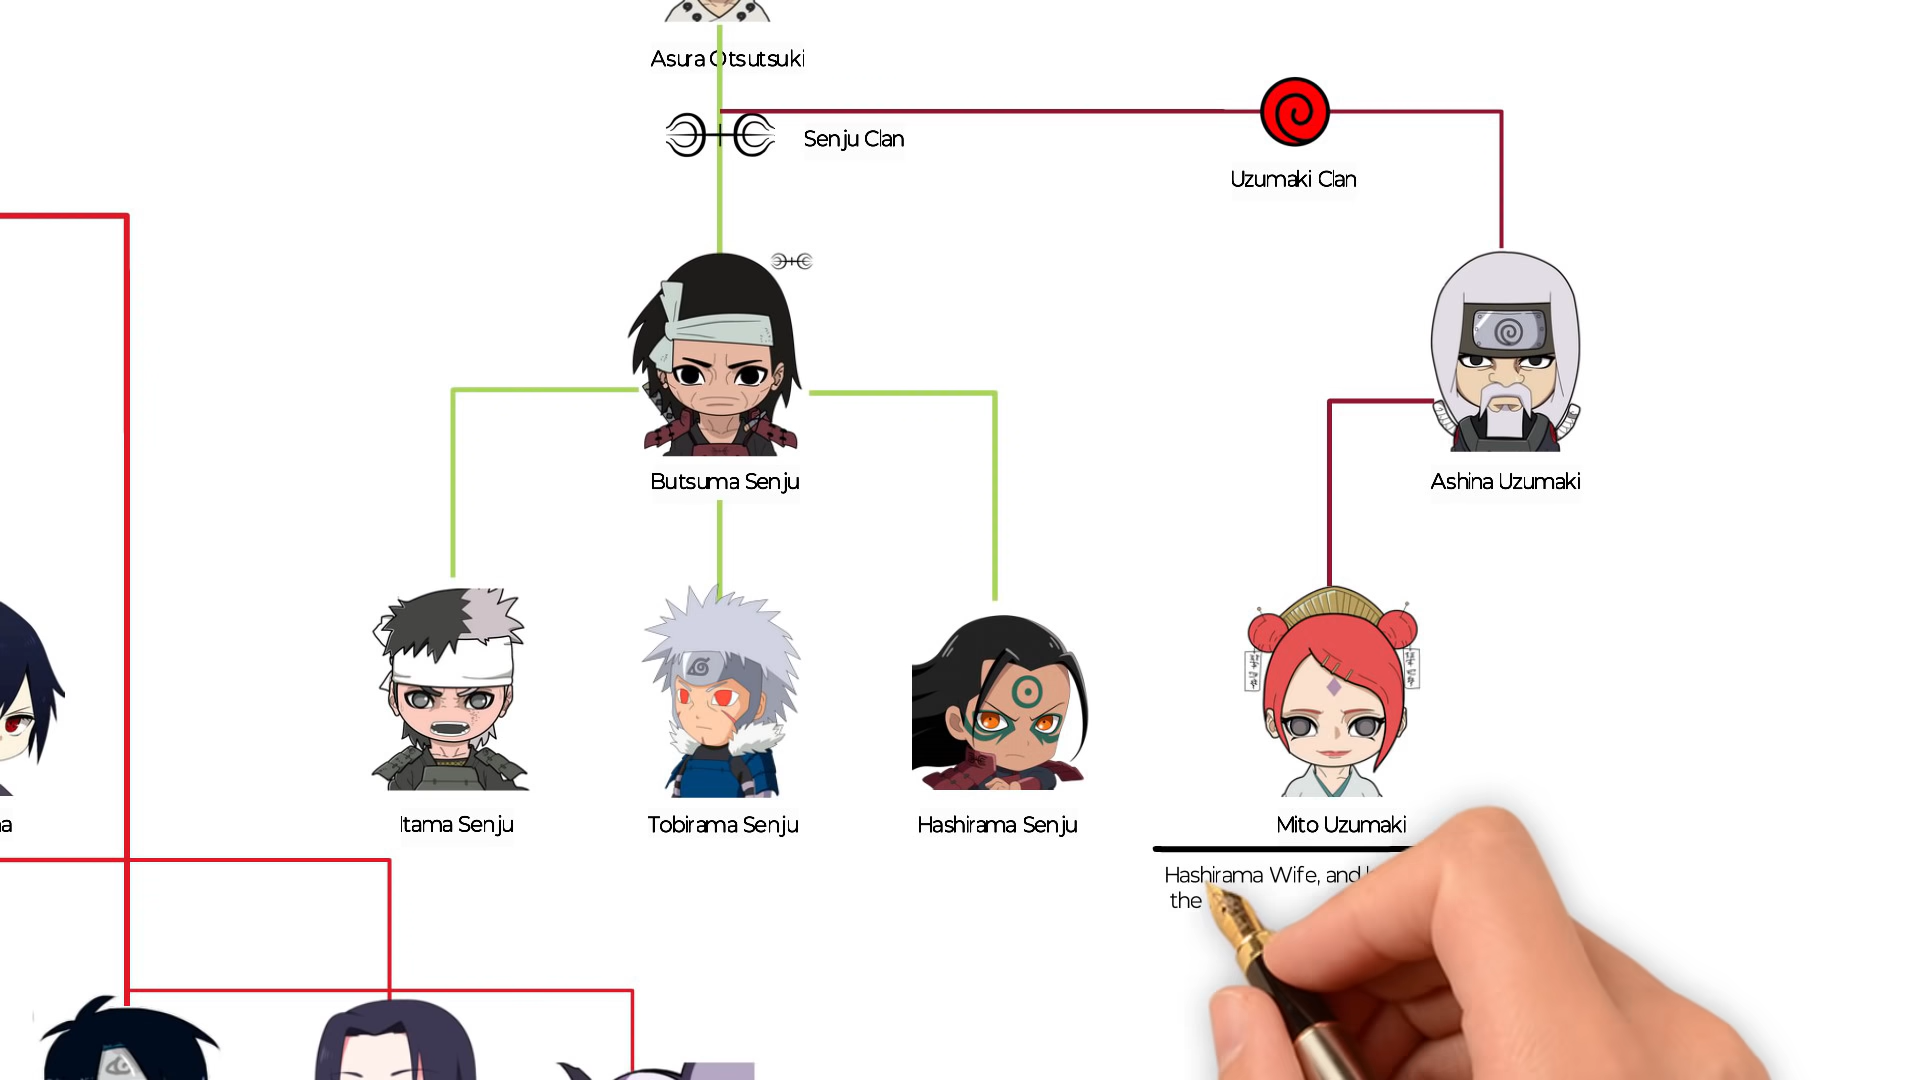 Asura Otsutsuki
Senju Clan
Uzumaki Clan
Butsuma Senju
Ashina Uzumaki
Itama Senju
Tobirama Senju
Hashirama Senju
Mito Uzumaki
Hashirama Wife, and
the